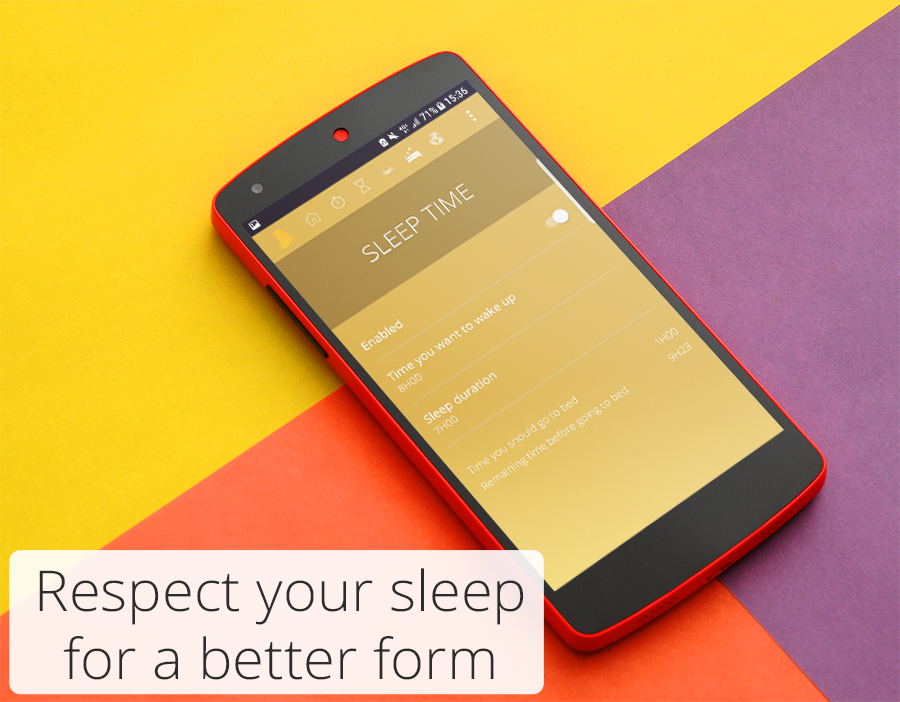 71% 15:36
SLEEP TIME
Enabled
Time you want to wake up
8H00
Sleep duration
7H00
Time you should go to bed 1H00
Remaining time before going to bed 9H23
Respect your sleep
for a better form